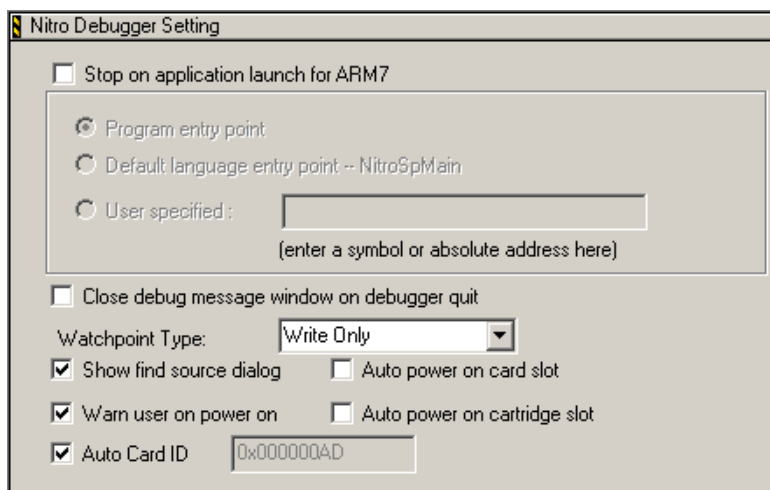 Nitro Debugger Setting
Stop on application launch for ARM7
Program entry point
Default language entry point -- NitroSpMain
User specified :
(enter a symbol or absolute address here)
Close debug message window on debugger quit
Watchpoint Type: Write Only
Show find source dialog Auto power on card slot
Warn user on power on Auto power on cartridge slot
Auto Card ID 0x000000AD